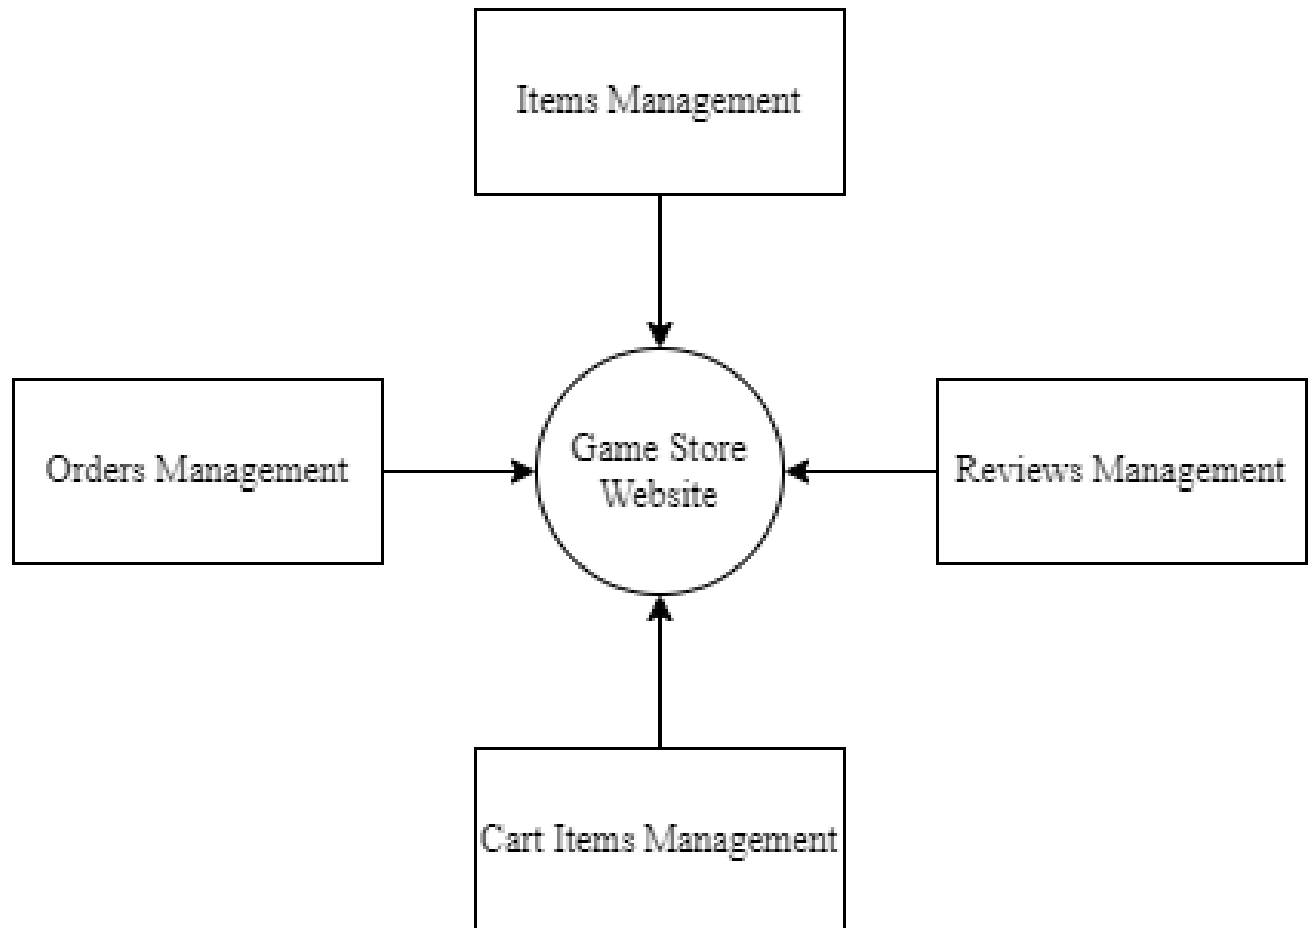 Items Management
Orders Management
Game Store
Website
Reviews Management
Cart Items Management